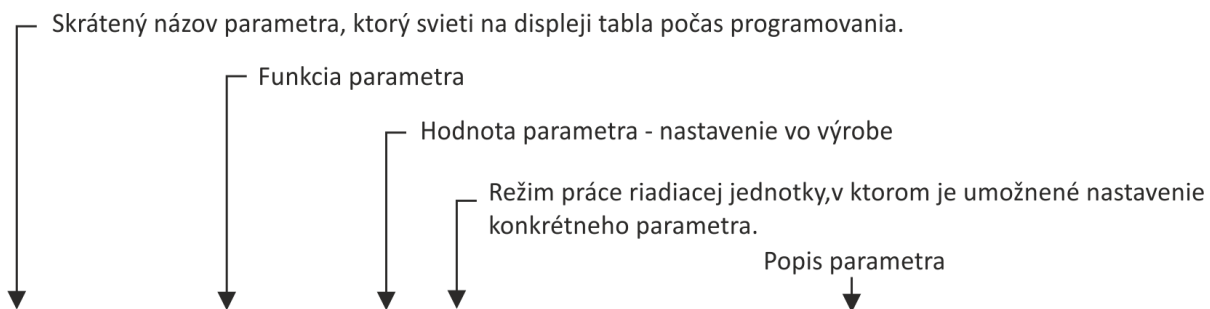 Skrátený názov parametra, ktorý svieti na displeji tabla počas programovania.
Funkcia parametra
Hodnota parametra - nastavenie vo výrobe
Režim práce riadiacej jednotky,v ktorom je umožnené nastavenie
konkrétneho parametra.
Popis parametra